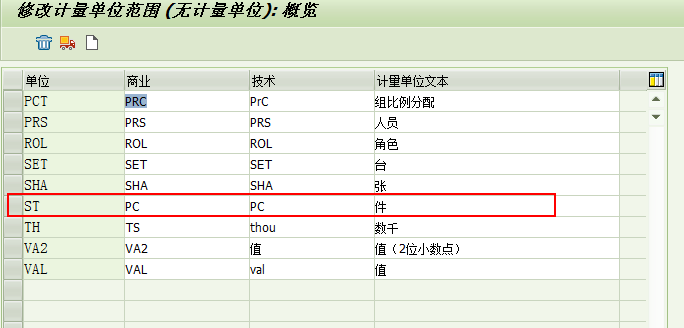 修改计量单位范围 (无计量单位): 概览
单位 商业 技术 计量单位文本
PCT PRC PrC 组比例分配
PRS PRS PRS 人员
ROL ROL ROL 角色
SET SET SET 台
SHA SHA SHA 张
ST PC PC 件
TH TS thou 数千
VA2 VA2 值 值（2位小数点）
VAL VAL val 值